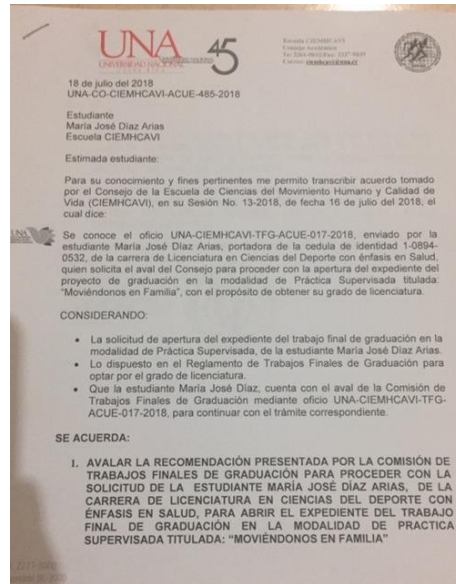 UNA
UNIVERSIDAD NACIONAL
COSTA RICA
45
Escuela CIEMHCAVI
Consejo Académico
18 de julio del 2018
UNA-CO-CIEMHCAVI-ACUE-485-2018
Estudiante
María José Díaz Arias
Escuela CIEMHCAVI
Estimada estudiante:
Para su conocimiento y fines pertinentes me permito transcribir acuerdo tomado
por el Consejo de la Escuela de Ciencias del Movimiento Humano y Calidad de
Vida (CIEMHCAVI), en su Sesión No. 13-2018, de fecha 16 de julio del 2018, el
cual dice:
UNA
Se conoce el oficio UNA-CIEMHCAVI-TFG-ACUE-017-2018, enviado por la
estudiante María José Díaz Arias, portadora de la cedula de identidad 1-0894-
0532, de la carrera de Licenciatura en Ciencias del Deporte con énfasis en Salud,
quien solicita el aval del Consejo para proceder con la apertura del expediente del
proyecto de graduación en la modalidad de Práctica Supervisada titulada:
"Moviéndonos en Familia", con el propósito de obtener su grado de licenciatura.
CONSIDERANDO:
• La solicitud de apertura del expediente del trabajo final de graduación en la
modalidad de Práctica Supervisada, de la estudiante María José Díaz Arias.
• Lo dispuesto en el Reglamento de Trabajos Finales de Graduación para
optar por el grado de licenciatura.
• Que la estudiante María José Díaz, cuenta con el aval de la Comisión de
Trabajos Finales de Graduación mediante oficio UNA-CIEMHCAVI-TFG-
ACUE-017-2018, para continuar con el trámite correspondiente.
SE ACUERDA:
1. AVALAR LA RECOMENDACIÓN PRESENTADA POR LA COMISIÓN DE
TRABAJOS FINALES DE GRADUACIÓN PARA PROCEDER CON LA
SOLICITUD DE LA ESTUDIANTE MARÍA JOSÉ DÍAZ ARIAS, DE LA
CARRERA DE LICENCIATURA EN CIENCIAS DEL DEPORTE CON
ÉNFASIS EN SALUD, PARA ABRIR EL EXPEDIENTE DEL TRABAJO
FINAL DE GRADUACIÓN EN LA MODALIDAD DE PRACTICA
SUPERVISADA TITULADA: "MOVIÉNDONOS EN FAMILIA"